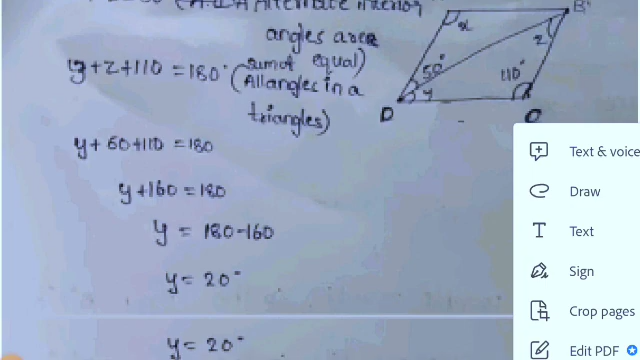 angles area
y+z+110 = 180° (sum of equal)
(All angles in a
triangles)
y + 60+110 = 180
y+160 = 180
y = 180-160
y = 20°
y = 20°
B
x
z
50°
110°
y
D
C
Text & voice
Draw
Text
Sign
Crop pages
Edit PDF